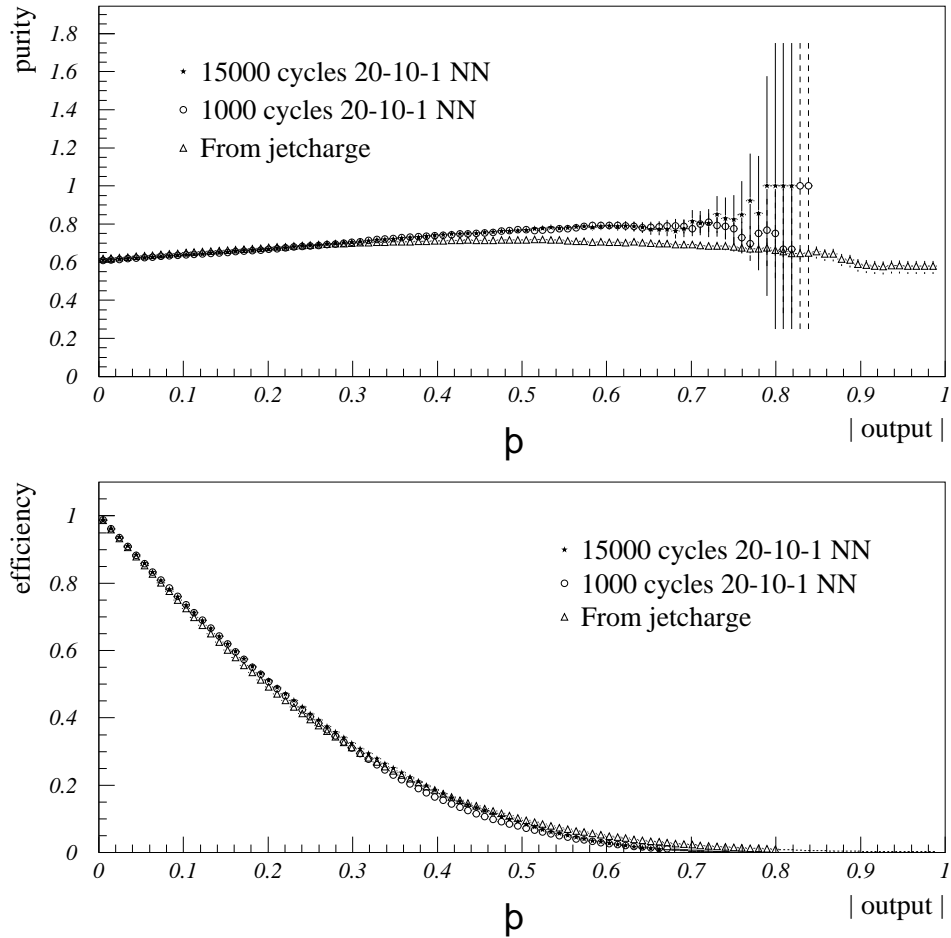 purity
1.8
1.6
1.4
1.2
1
0.8
0.6
0.4
0.2
0
15000 cycles 20-10-1 NN
1000 cycles 20-10-1 NN
From jetcharge
0 0.1 0.2 0.3 0.4 0.5 0.6 0.7 0.8 0.9 1
| output |
þ
efficiency
1
0.8
0.6
0.4
0.2
0
15000 cycles 20-10-1 NN
1000 cycles 20-10-1 NN
From jetcharge
0 0.1 0.2 0.3 0.4 0.5 0.6 0.7 0.8 0.9 1
| output |
þ